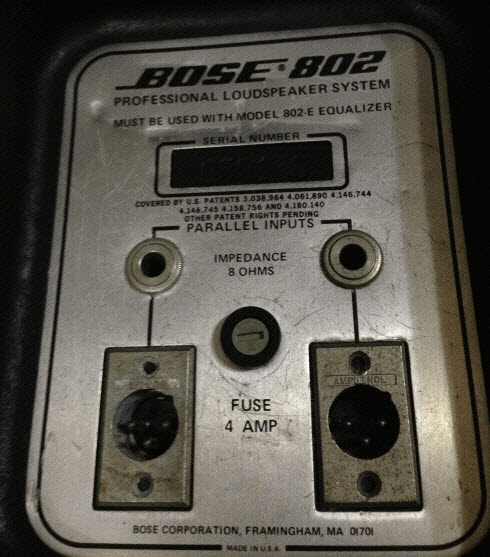 BOSE® 802
PROFESSIONAL LOUDSPEAKER SYSTEM
MUST BE USED WITH MODEL 802-E EQUALIZER
SERIAL NUMBER
COVERED BY U.S. PATENTS 3,038,964 4,061,890 4,146,744
4,146,745 4,158,756 AND 4,180,140
OTHER PATENT RIGHTS PENDING
PARALLEL INPUTS
IMPEDANCE
8 OHMS
AMPHENOL
FUSE
4 AMP
BOSE CORPORATION, FRAMINGHAM, MA 01701
MADE IN U.S.A.